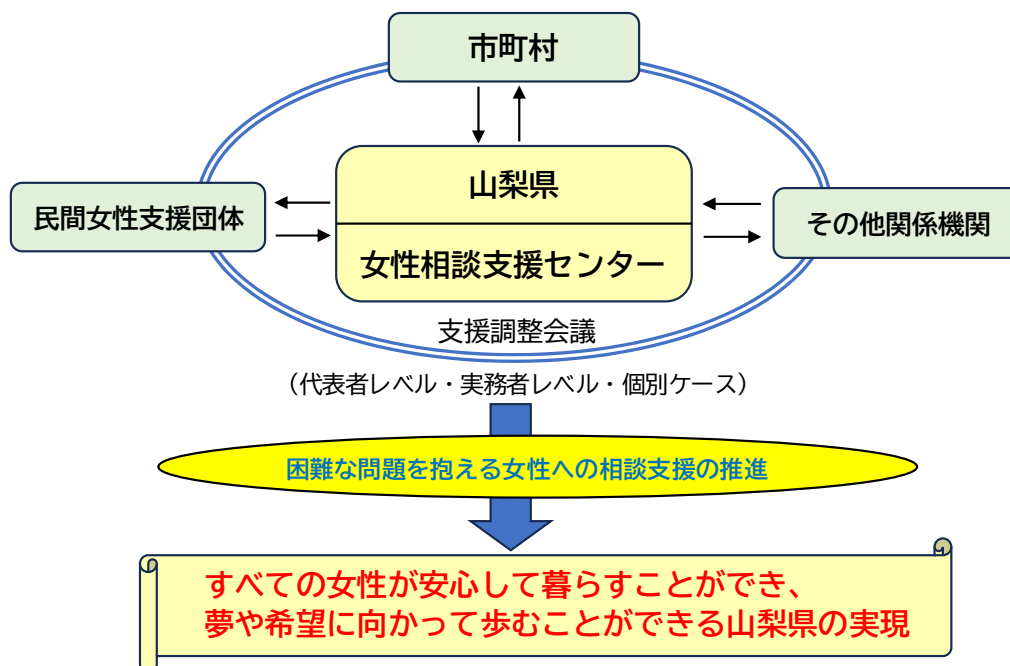 市町村
山梨県
民間女性支援団体
その他関係機関
女性相談支援センター
支援調整会議
（代表者レベル・実務者レベル・個別ケース）
困難な問題を抱える女性への相談支援の推進
すべての女性が安心して暮らすことができ、
夢や希望に向かって歩むことができる山梨県の実現